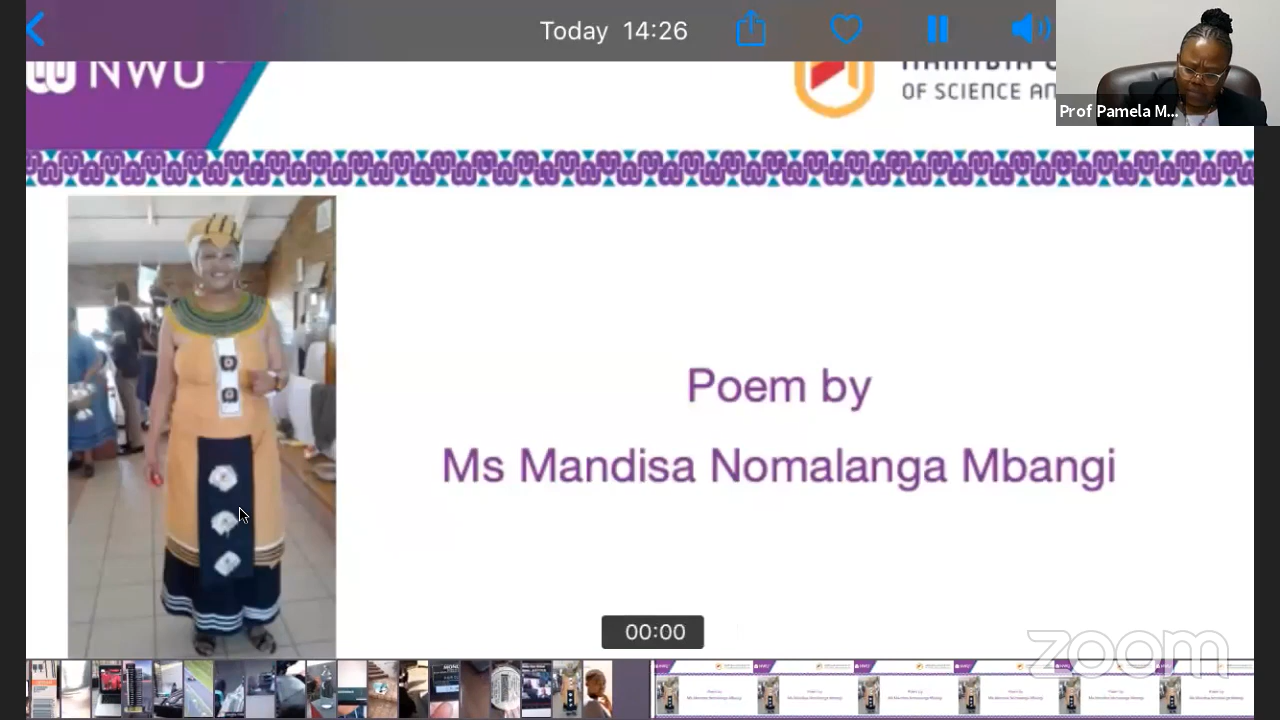 Today 14:26
NWU
OF SCIENCE AN
Prof Pamela M...
Poem by
Ms Mandisa Nomalanga Mbangi
00:00
zoom